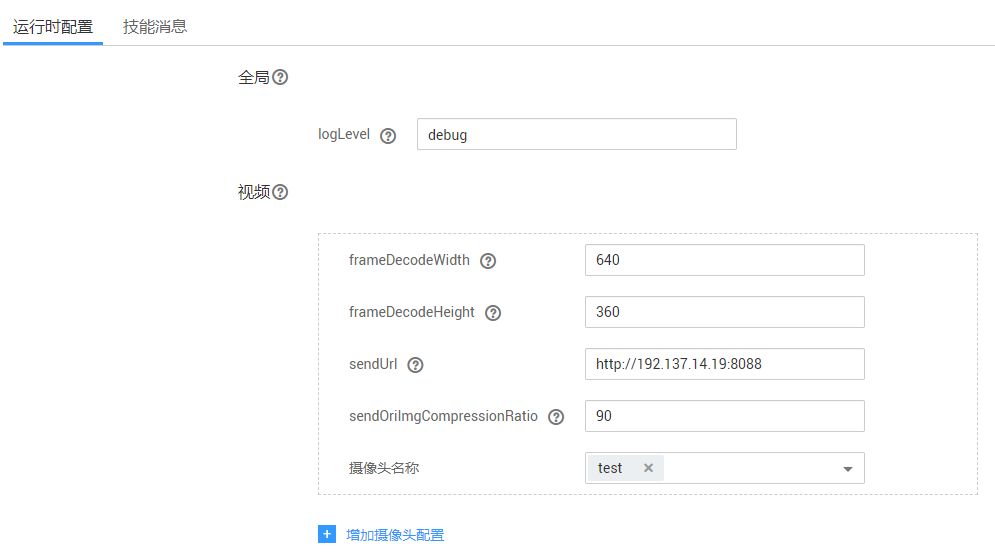 运行时配置 技能消息
全局?
logLevel ? debug
视频?
frameDecodeWidth ? 640
frameDecodeHeight ? 360
sendUrl ? http://192.137.14.19:8088
sendOriImgCompressionRatio ? 90
摄像头名称 test ×
+ 增加摄像头配置